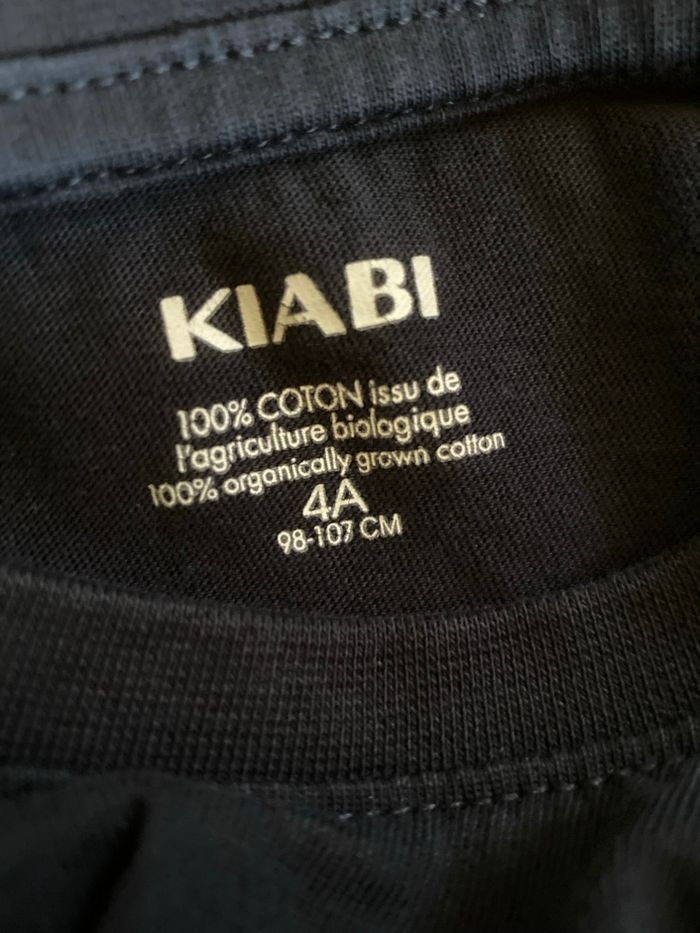 KIABI
100% COTON issu de
l'agriculture biologique
100% organically grown cotton
4A
98-107 CM